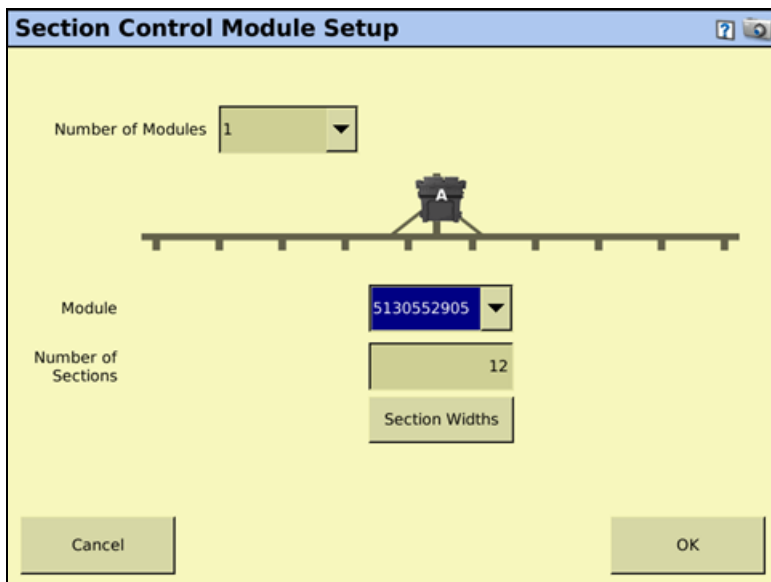 Section Control Module Setup
?
Number of Modules 1
A
Module 5130552905
Number of
Sections
12
Section Widths
Cancel OK